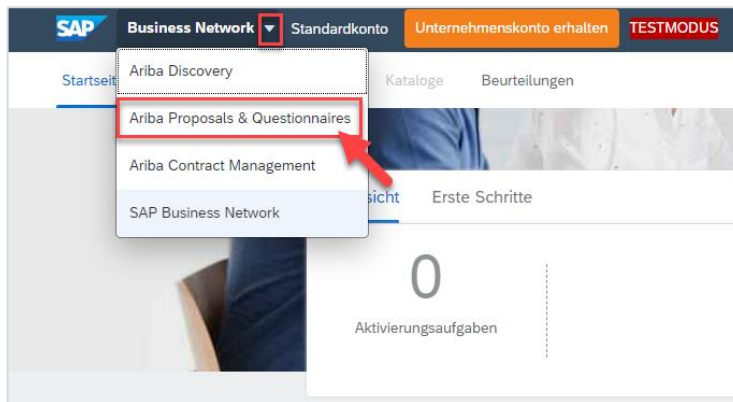 SAP Business Network Standardkonto Unternehmenskonto erhalten TESTMODUS
Startseit Kataloge Beurteilungen
Ariba Discovery
Ariba Proposals & Questionnaires
Ariba Contract Management
SAP Business Network
sicht Erste Schritte
0
Aktivierungsaufgaben